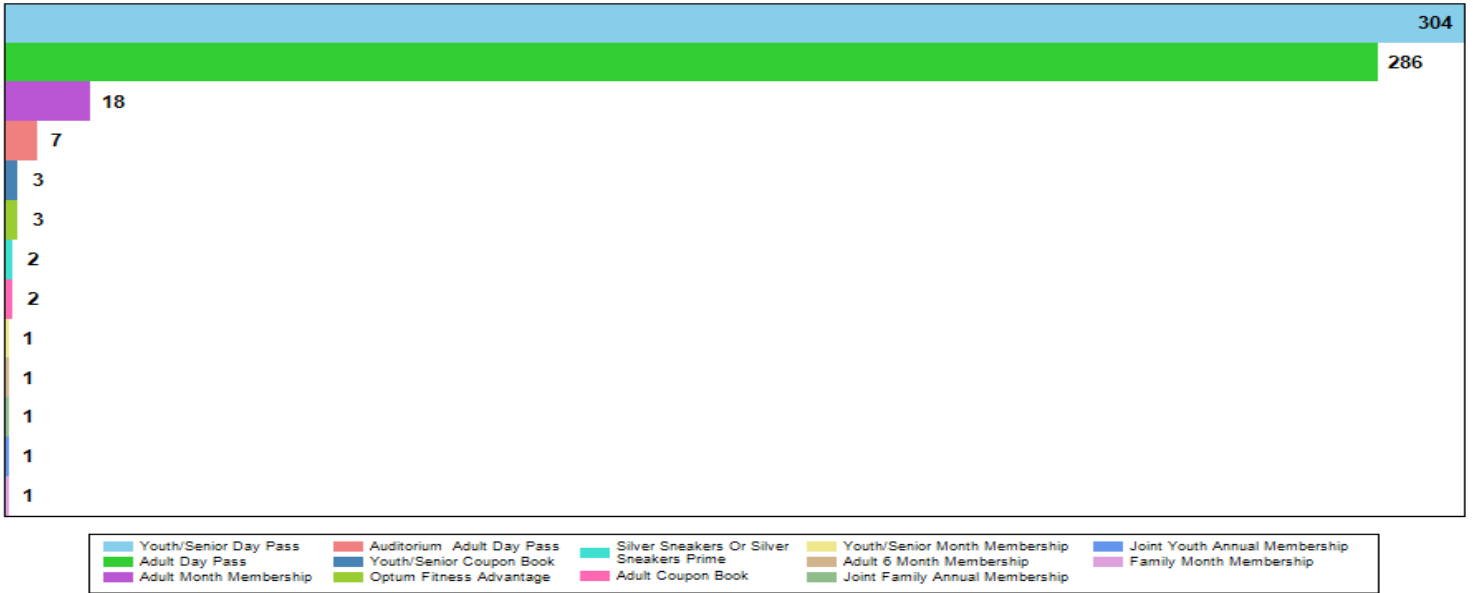 304
286
18
7
3
3
2
2
1
1
1
1
1
Youth/Senior Day Pass
Adult Day Pass
Adult Month Membership
Auditorium Adult Day Pass
Youth/Senior Coupon Book
Optum Fitness Advantage
Silver Sneakers Or Silver
Sneakers Prime
Adult Coupon Book
Youth/Senior Month Membership
Adult 6 Month Membership
Joint Family Annual Membership
Joint Youth Annual Membership
Family Month Membership